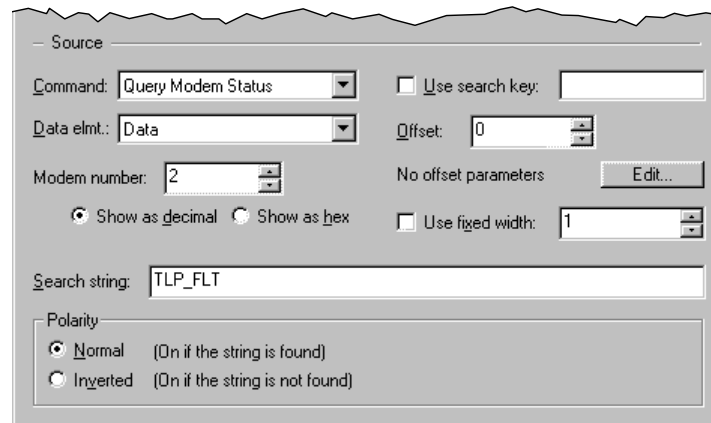 Source
Command: Query Modem Status
Use search key:
Data elmt.: Data
Offset: 0
Modem number: 2
No offset parameters Edit...
Show as decimal Show as hex
Use fixed width: 1
Search string: TLP_FLT
Polarity
Normal (On if the string is found)
Inverted (On if the string is not found)